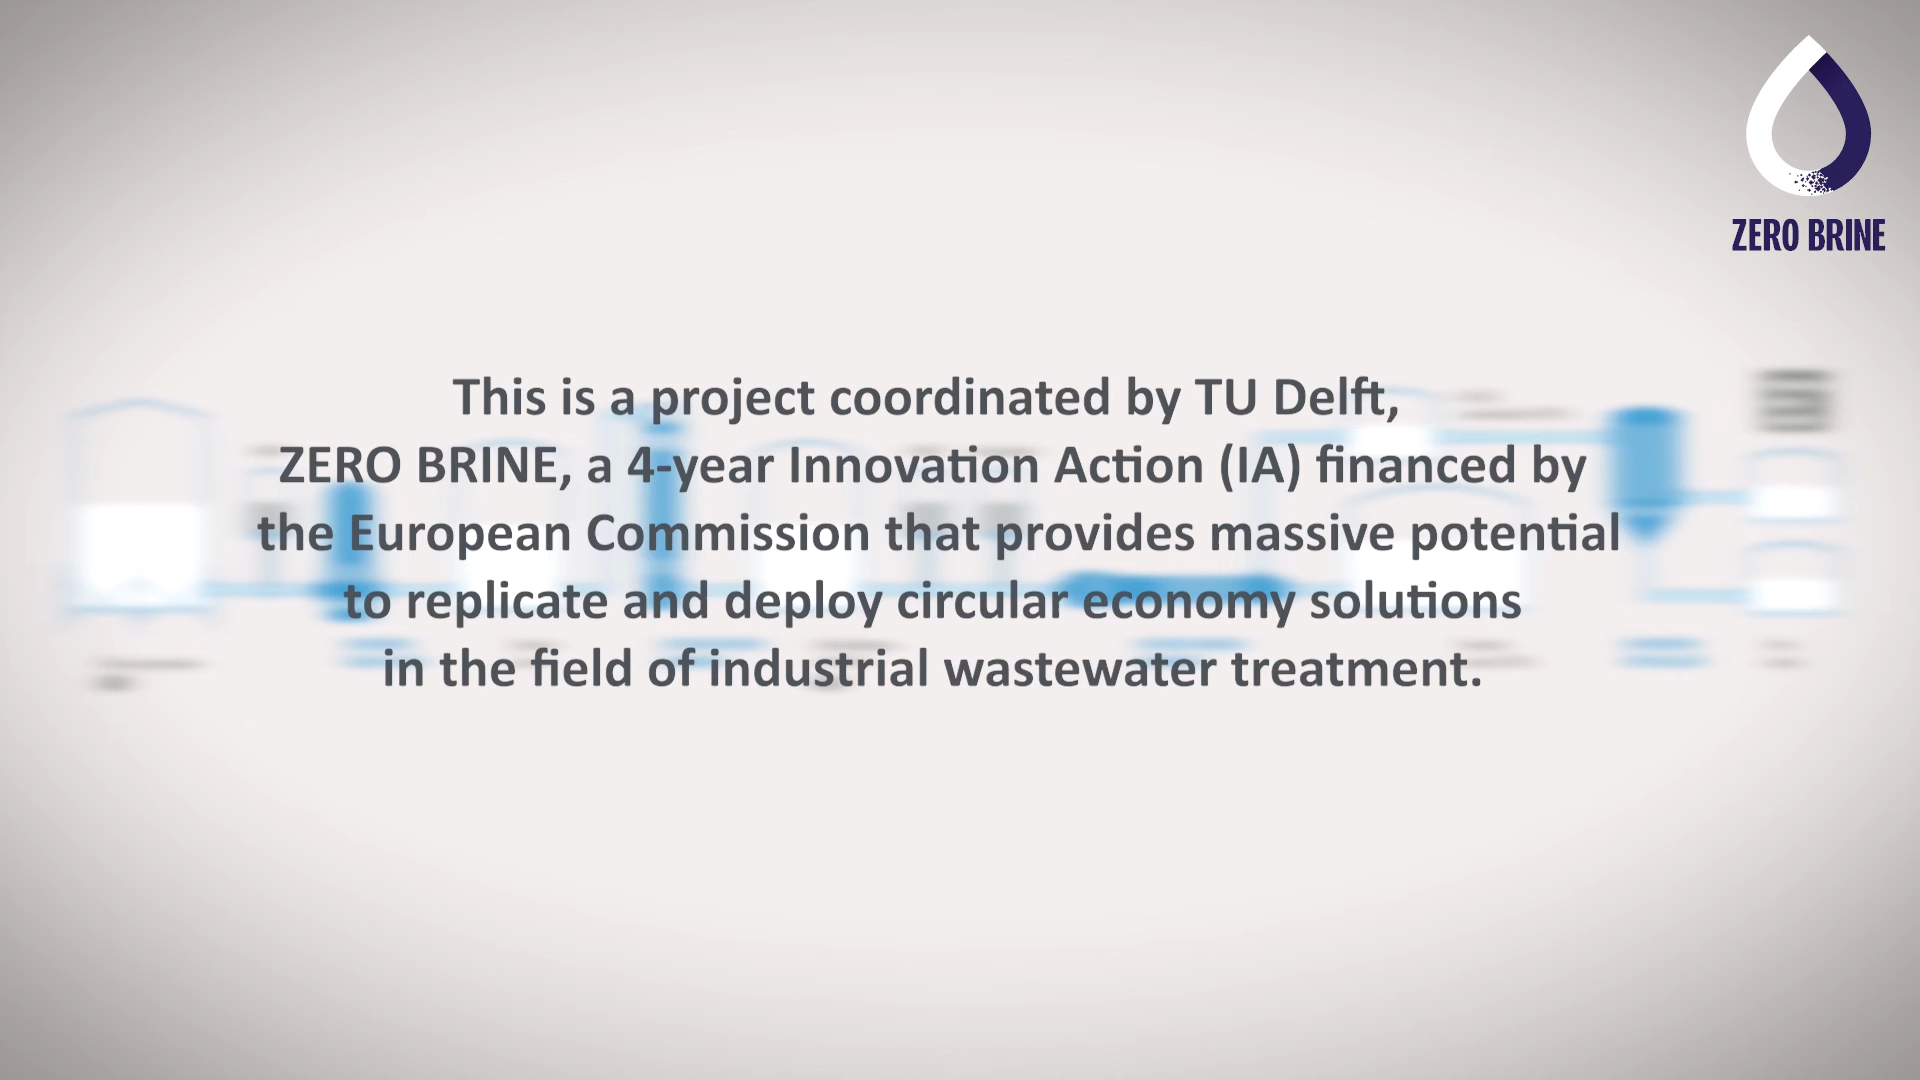 ZERO BRINE
This is a project coordinated by TU Delft,
ZERO BRINE, a 4-year Innovation Action (IA) financed by
the European Commission that provides massive potential
to replicate and deploy circular economy solutions
in the field of industrial wastewater treatment.